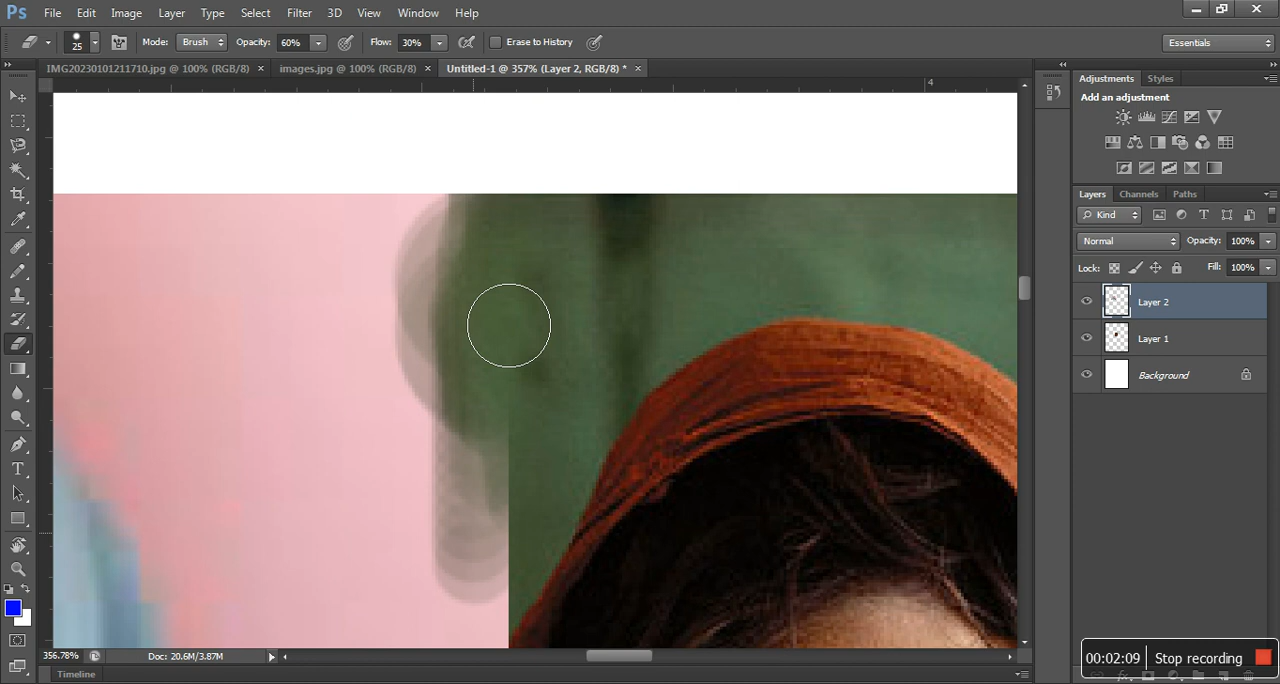 Ps File Edit Image Layer Type Select Filter 3D View Window Help
25 Mode: Brush Opacity: 60% Flow: 30% Erase to History Essentials
IMG20230101211710.jpg @ 100% (RGB/8) × images.jpg @ 100% (RGB/8) × Untitled-1 @ 357% (Layer 2, RGB/8) * ×
4
Adjustments Styles
Add an adjustment
Layers Channels Paths
Kind
Normal Opacity: 100%
Lock: Fill: 100%
Layer 2
Layer 1
Background
356.78% Doc: 20.6M/3.87M
Timeline
00:02:09 Stop recording